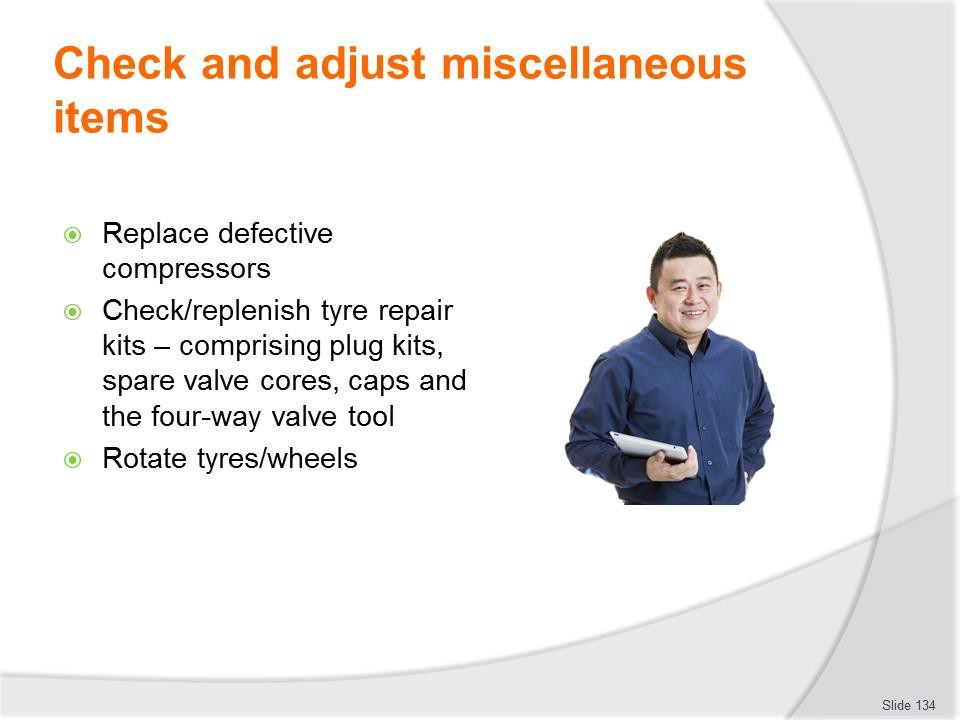 Check and adjust miscellaneous
items
Replace defective
compressors
Check/replenish tyre repair
kits – comprising plug kits,
spare valve cores, caps and
the four-way valve tool
Rotate tyres/wheels
Slide 134